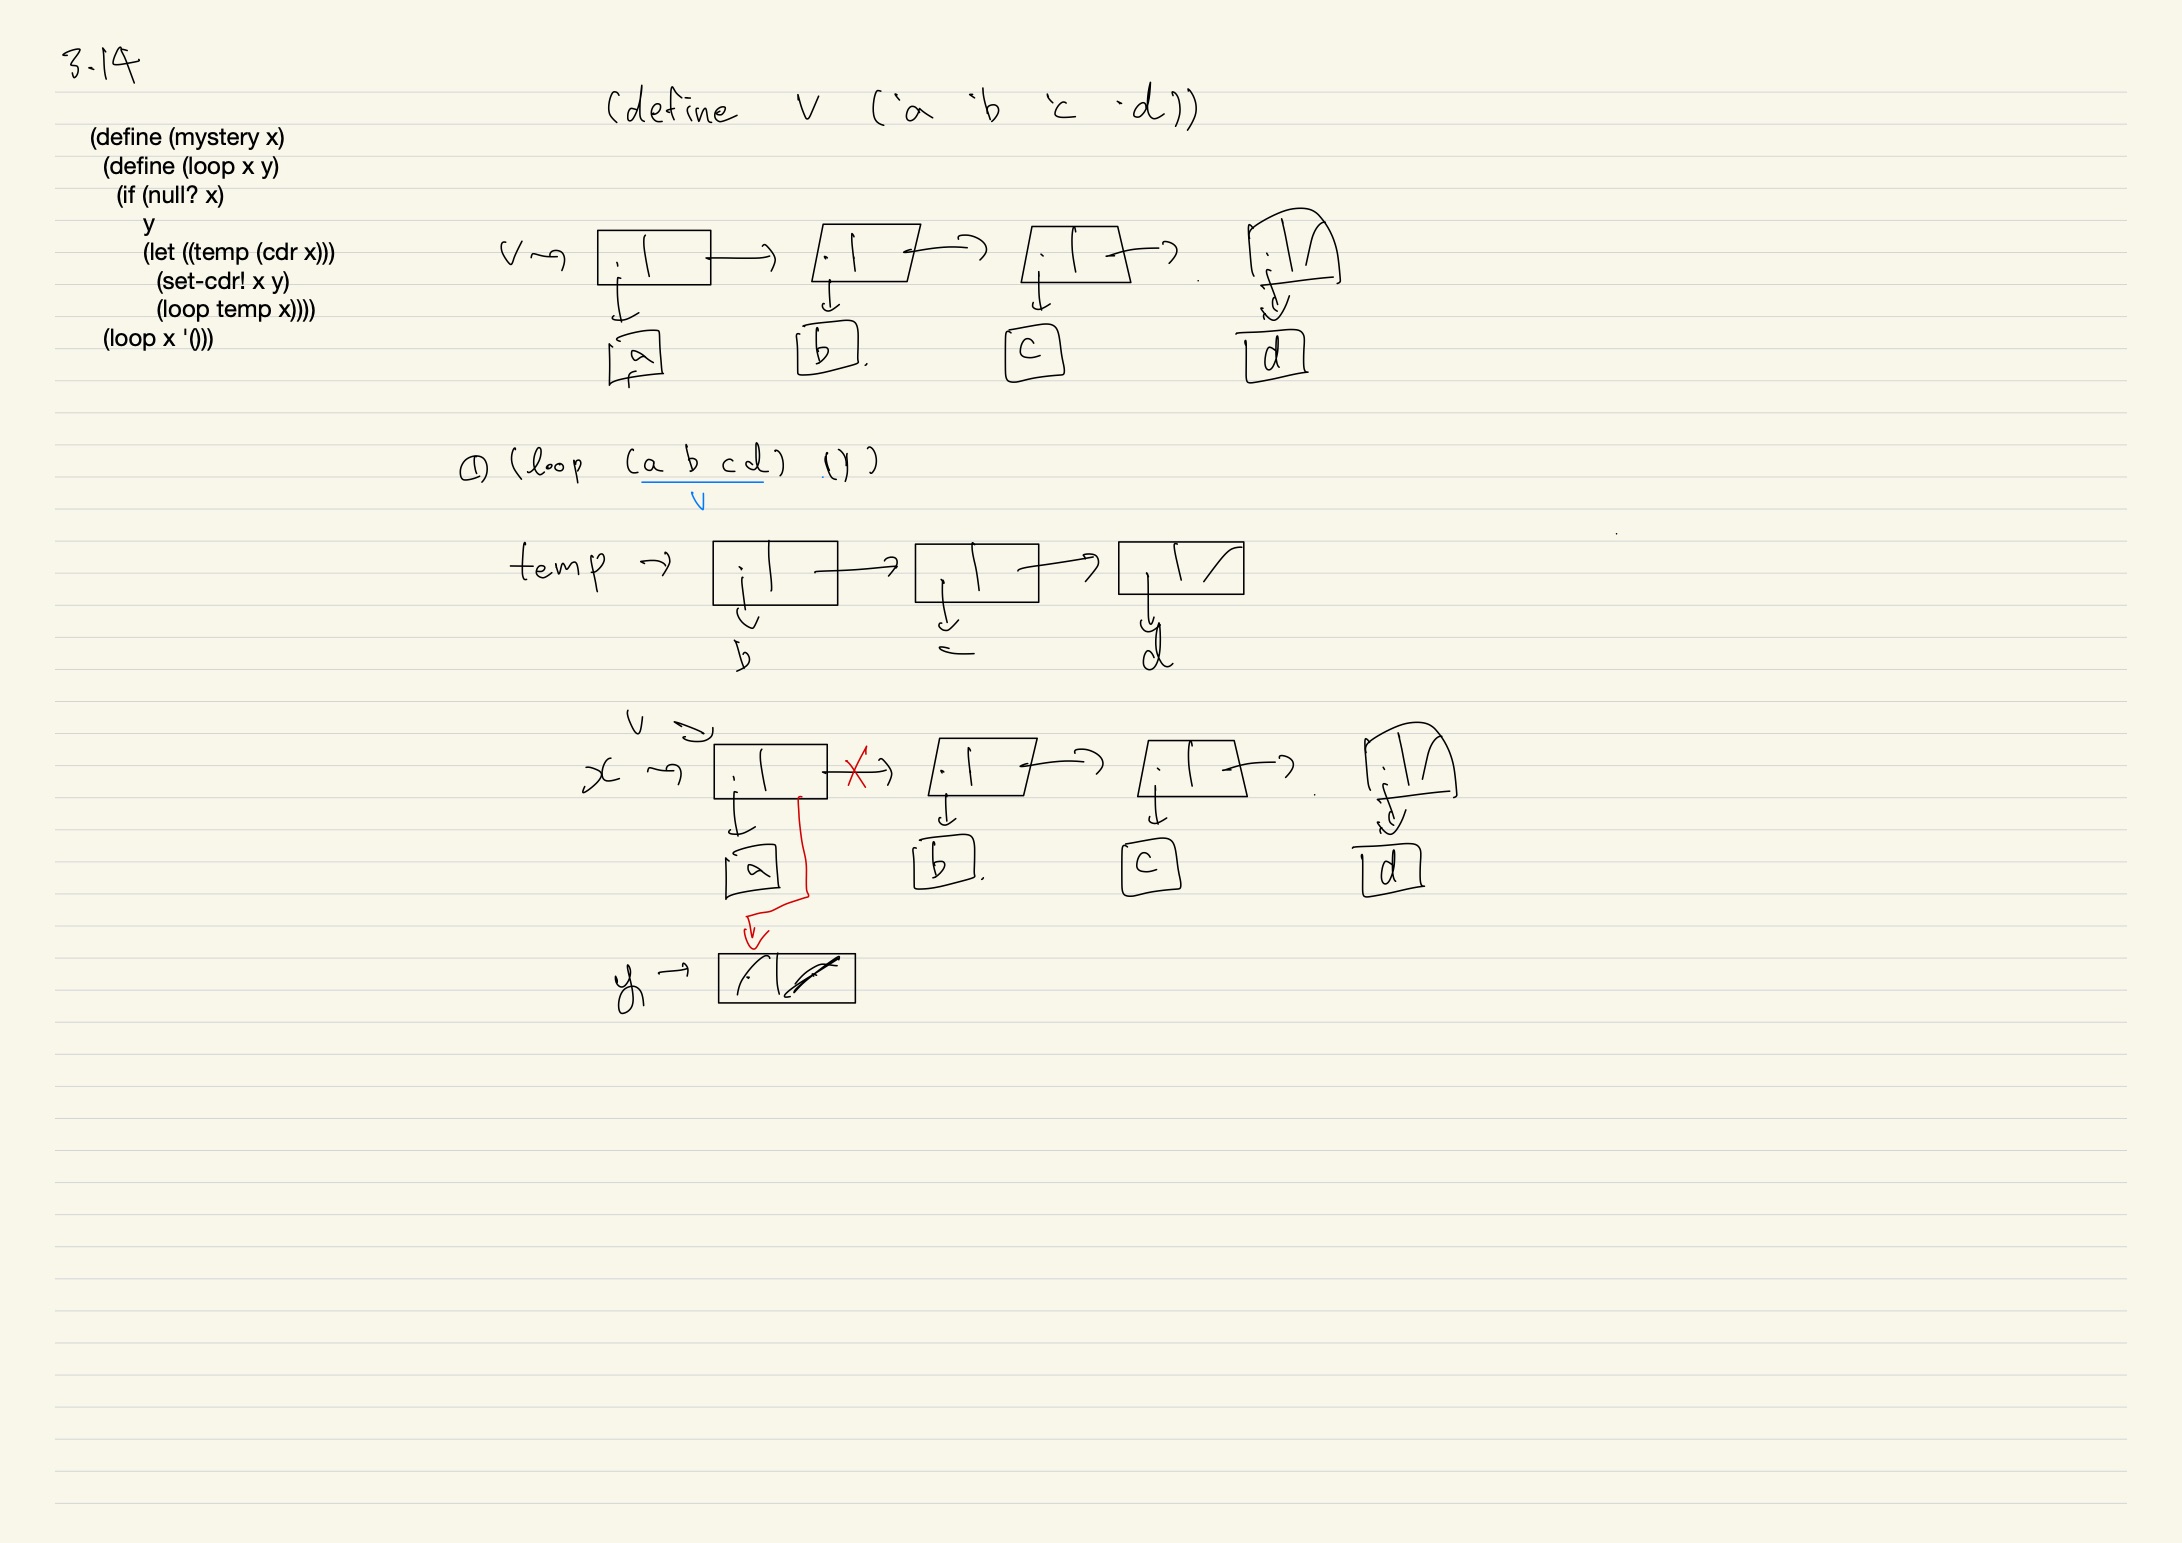 3.14
(define v ('a 'b 'c 'd))
(define (mystery x)
(define (loop x y)
(if (null? x)
y
(let ((temp (cdr x)))
(set-cdr! x y)
(loop temp x))))
(loop x '()))
v
a b c d
① (loop (a b c d) ())
v
temp
b c d
v
x
a b c d
y